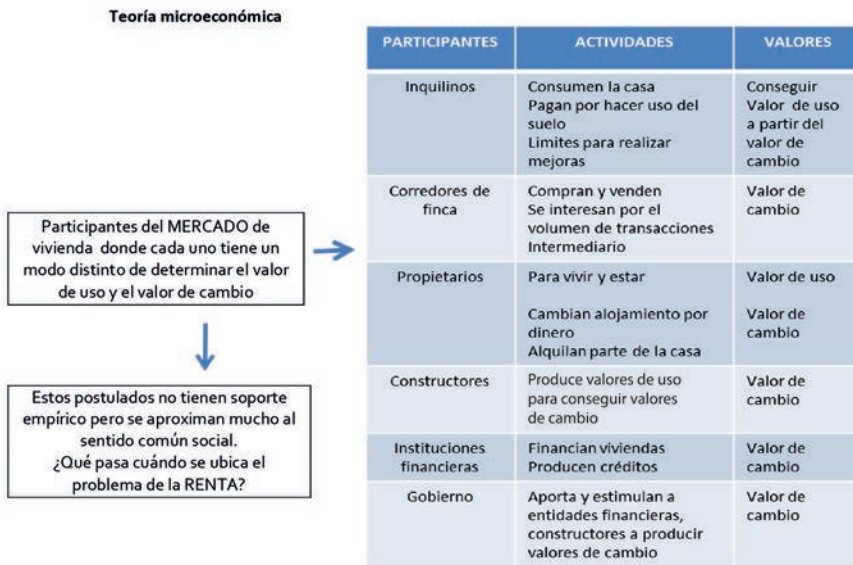 Teoría microeconómica
Participantes del MERCADO de
vivienda donde cada uno tiene un
modo distinto de determinar el valor
de uso y el valor de cambio
Estos postulados no tienen soporte
empírico pero se aproximan mucho al
sentido común social.
¿Qué pasa cuándo se ubica el
problema de la RENTA?
PARTICIPANTES ACTIVIDADES VALORES
Inquilinos
Consumen la casa
Pagan por hacer uso del
suelo
Limites para realizar
mejoras
Conseguir
Valor de uso
a partir del
valor de
cambio
Corredores de
finca
Compran y venden
Se interesan por el
volumen de transacciones
Intermediario
Valor de
cambio
Propietarios
Para vivir y estar
Cambian alojamiento por
dinero
Alquilan parte de la casa
Valor de uso
Valor de
cambio
Constructores
Produce valores de uso
para conseguir valores
de cambio
Valor de
cambio
Instituciones
financieras
Financian viviendas
Producen créditos
Valor de
cambio
Gobierno
Aporta y estimulan a
entidades financieras,
constructores a producir
valores de cambio
Valor de
cambio